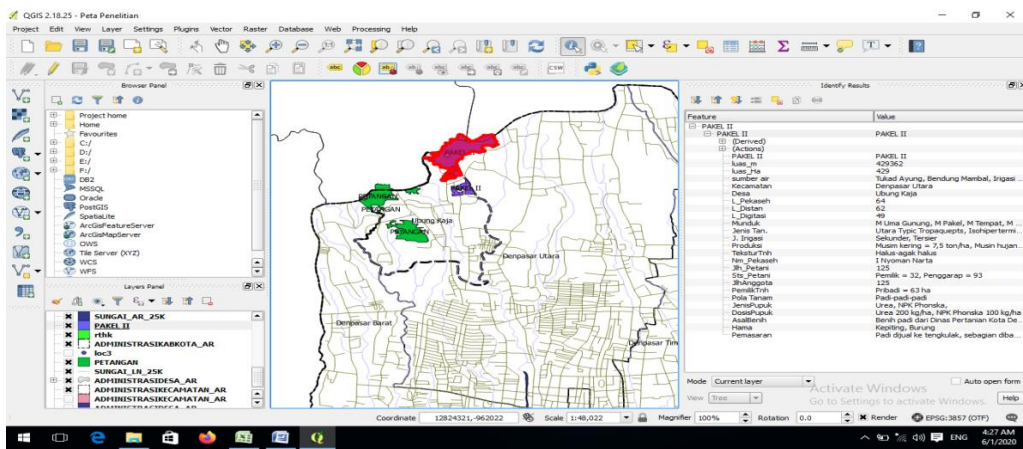 QGIS 2.18.25 - Peta Penelitian
Project Edit View Layer Settings Plugins Vector Raster Database Web Processing Help
Browser Panel
Project home
Home
Favourites
C:/
D:/
E:/
F:/
DB2
MSSQL
Oracle
PostGIS
SpatiaLite
ArcGisFeatureServer
ArcGisMapServer
OWS
Tile Server (XYZ)
WCS
WFS
Layers Panel
SUNGAI_AR_25K
PAKEL II
rthk
ADMINISTRASIKABKOTA_AR
loc3
PETANGAN
SUNGAI_LN_25K
ADMINISTRASIDESA_AR
ADMINISTRASIKECAMATAN_AR
ADMINISTRASIKECAMATAN_AR
PAKEL II
PETANGAN
PETANGAN
Ubung Kaja
PETANGAN
Denpasar Utara
Denpasar Barat
Denpasar Tim
Identify Results
Feature Value
PAKEL II
PAKEL II PAKEL II
(Derived)
(Actions)
PAKEL II PAKEL II
luas_m 429362
luas_Ha 429
sumber air Tukad Ayung, Bendung Mambal, Irigasi ...
Kecamatan Denpasar Utara
Desa Ubung Kaja
L_Pekaseh 64
L_Distan 62
L_Digitasi 49
Munduk M Uma Gunung, M Pakel, M Tempat, M ...
Jenis Tan. Utara Typic Tropaquepts, Isohipertermi...
J. Irigasi Sekunder, Tersier
Produksi Musim kering = 7,5 ton/ha, Musin hujan...
TeksturTnh Halus-agak halus
Nm_Pekaseh I Nyoman Narta
Jlh_Petani 125
Sts_Petani Pemilik = 32, Penggarap = 93
JlhAnggota 125
PemilikTnh Pribadi = 63 ha
Pola Tanam Padi-padi-padi
JenisPupuk Urea, NPK Phonska,
DosisPupuk Urea 200 kg/ha, NPK Phonska 100 kg/ha
AsalBenih Benih padi dari Dinas Pertanian Kota De...
Hama Kepiting, Burung
Pemasaran Padi dijual ke tengkulak, sebagian diba...
Mode Current layer Auto open form
View Tree Help
Activate Windows
Go to Settings to activate Windows.
Coordinate 12824321,-962022 Scale 1:48,022 Magnifier 100% Rotation 0.0 Render EPSG:3857 (OTF)
ENG 4:27 AM
6/1/2020